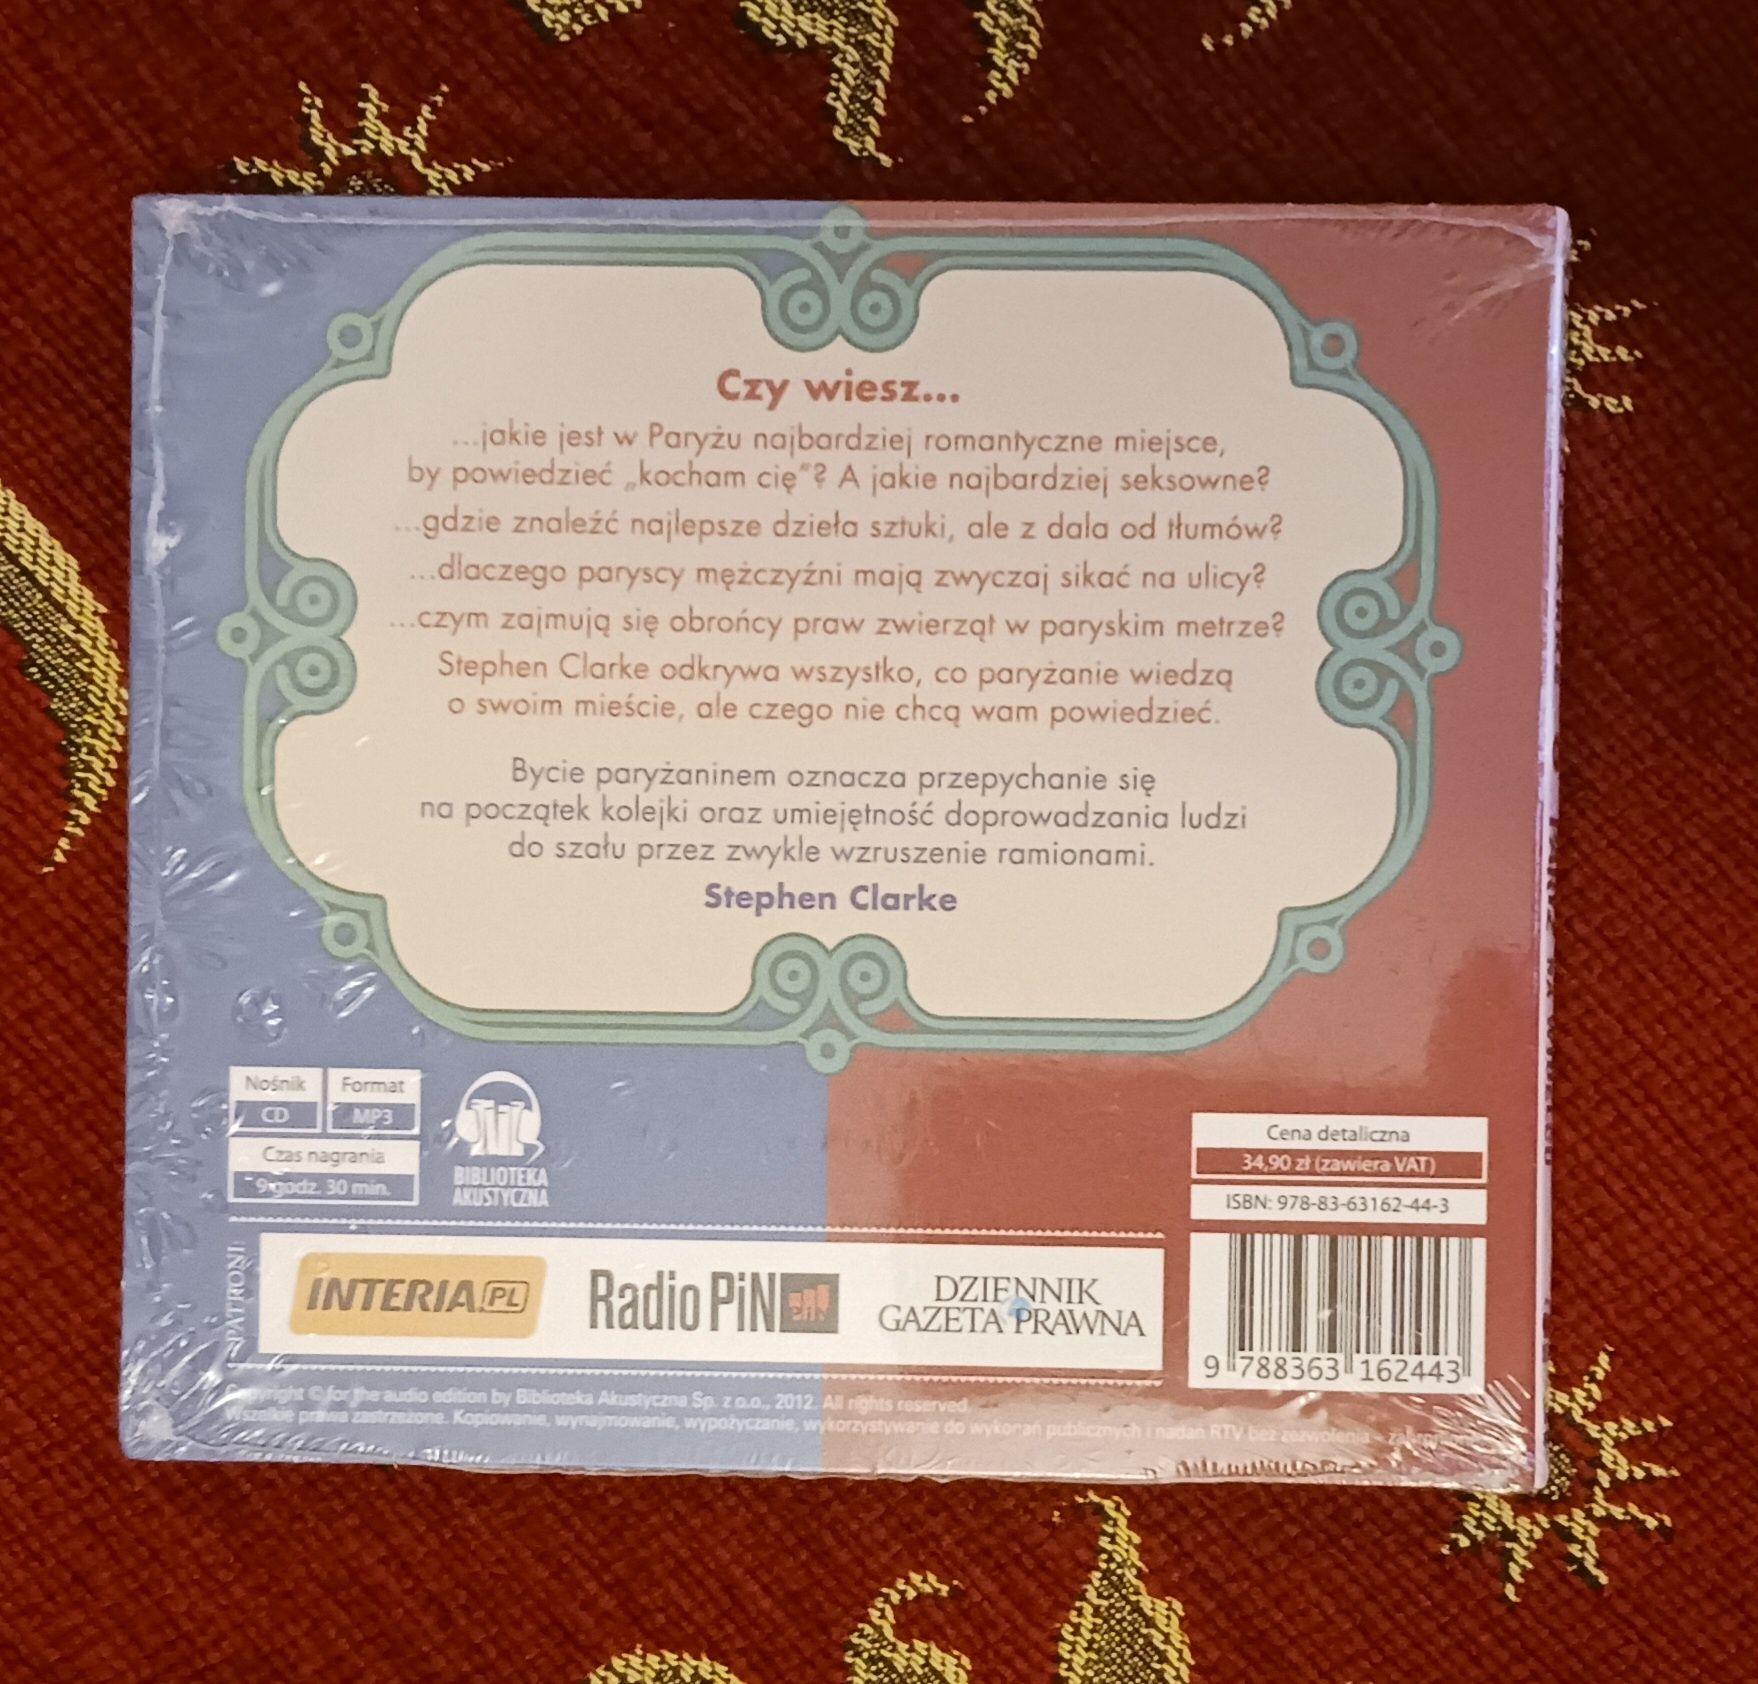 Czy wiesz...
...jakie jest w Paryżu najbardziej romantyczne miejsce,
by powiedzieć „kocham cię"? A jakie najbardziej seksowne?
...gdzie znaleźć najlepsze dzieła sztuki, ale z dala od tłumów?
...dlaczego paryscy mężczyźni mają zwyczaj sikać na ulicy?
...czym zajmują się obrońcy praw zwierząt w paryskim metrze?
Stephen Clarke odkrywa wszystko, co paryżanie wiedzą
o swoim mieście, ale czego nie chcą wam powiedzieć.
Bycie paryżaninem oznacza przepychanie się
na początek kolejki oraz umiejętność doprowadzania ludzi
do szału przez zwykle wzruszenie ramionami.
Stephen Clarke
Nośnik
CD
Format
MP3
Czas nagrania
9 godz. 30 min.
BIBLIOTEKA
AKUSTYCZNA
Cena detaliczna
34,90 zł (zawiera VAT)
ISBN: 978-83-63162-44-3
9 788363 162443
PATRONI
INTERIA.PL
Radio PiN
DZIENNIK
GAZETA PRAWNA
Copyright © for the audio edition by Biblioteka Akustyczna Sp. z o.o., 2012. All rights reserved.
Wszelkie prawa zastrzeżone. Kopiowanie, wynajmowanie, wypożyczanie, wykorzystywanie do wykonań publicznych i nadań RTV bez zezwolenia -